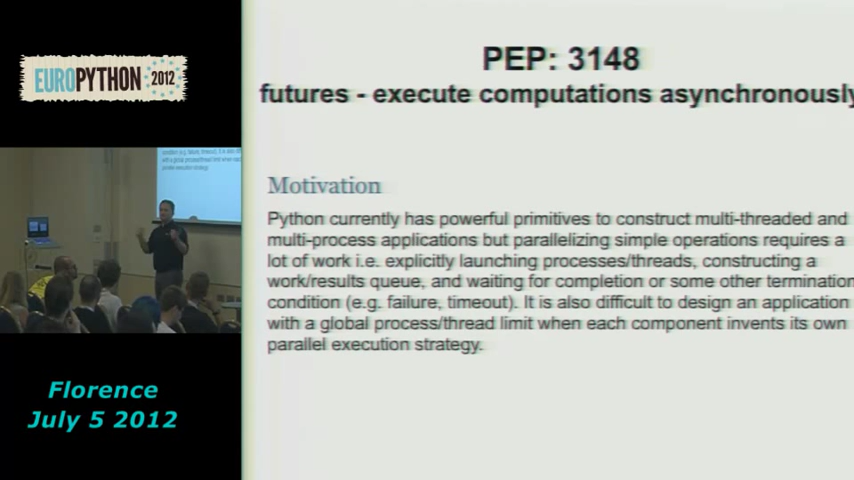 EUROPYTHON 2012
PEP: 3148
futures - execute computations asynchronously
Motivation
Python currently has powerful primitives to construct multi-threaded and
multi-process applications but parallelizing simple operations requires a
lot of work i.e. explicitly launching processes/threads, constructing a
work/results queue, and waiting for completion or some other termination
condition (e.g. failure, timeout). It is also difficult to design an application
with a global process/thread limit when each component invents its own
parallel execution strategy.
Florence
July 5 2012